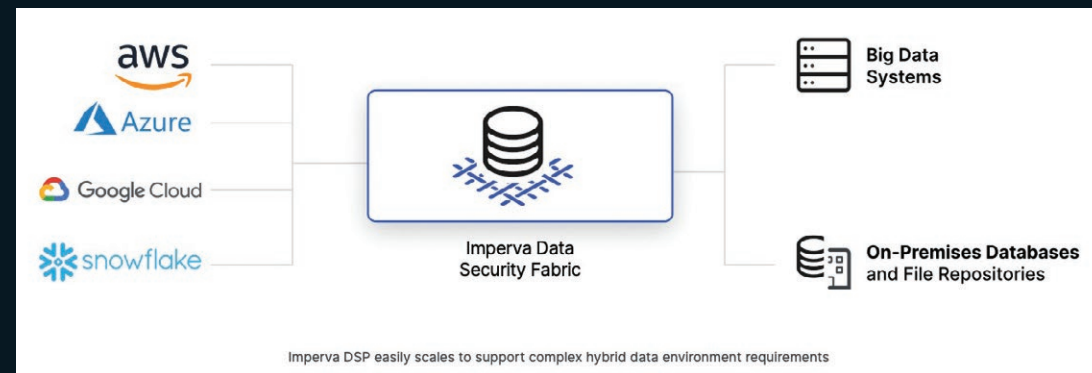 aws
Azure
Google Cloud
snowflake
Imperva Data
Security Fabric
Big Data
Systems
On-Premises Databases
and File Repositories
Imperva DSP easily scales to support complex hybrid data environment requirements